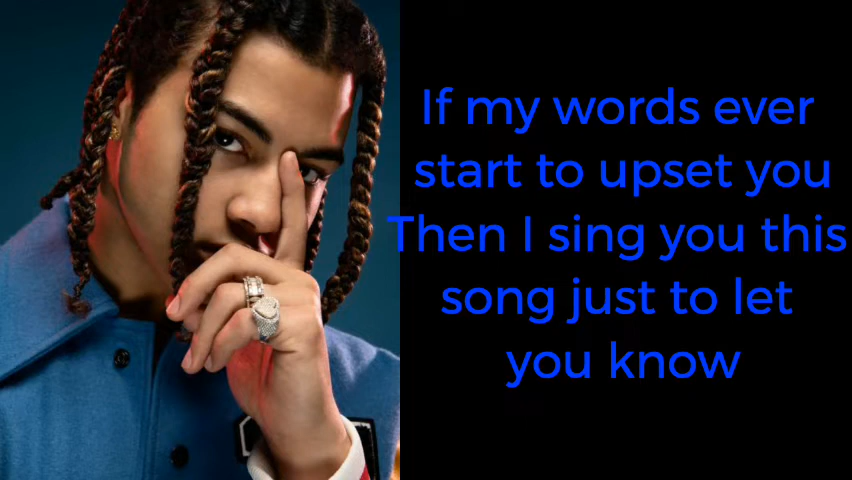 If my words ever
start to upset you
Then I sing you this
song just to let
you know